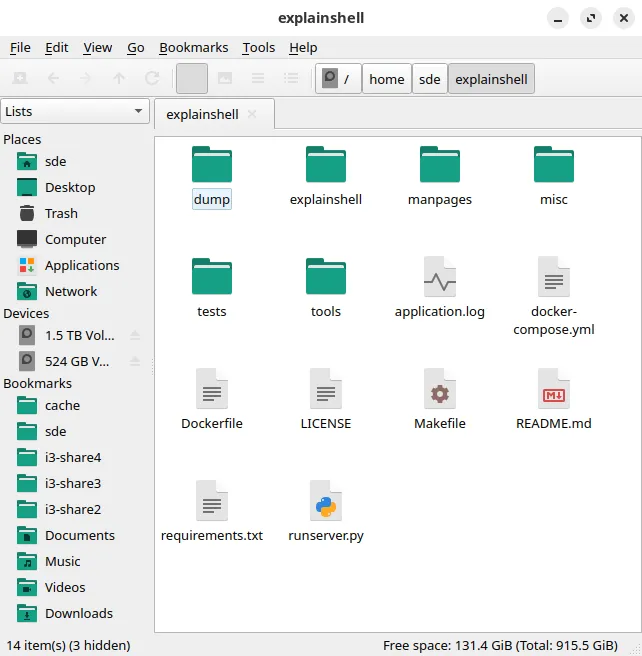 explainshell
File Edit View Go Bookmarks Tools Help
/ home sde explainshell
Lists
explainshell
Places
sde
Desktop
Trash
Computer
Applications
Network
Devices
1.5 TB Vol...
524 GB V...
Bookmarks
cache
sde
i3-share4
i3-share3
i3-share2
Documents
Music
Videos
Downloads
dump explainshell manpages misc
tests tools application.log docker-
compose.yml
Dockerfile LICENSE Makefile README.md
requirements.txt runserver.py
14 item(s) (3 hidden) Free space: 131.4 GiB (Total: 915.5 GiB)